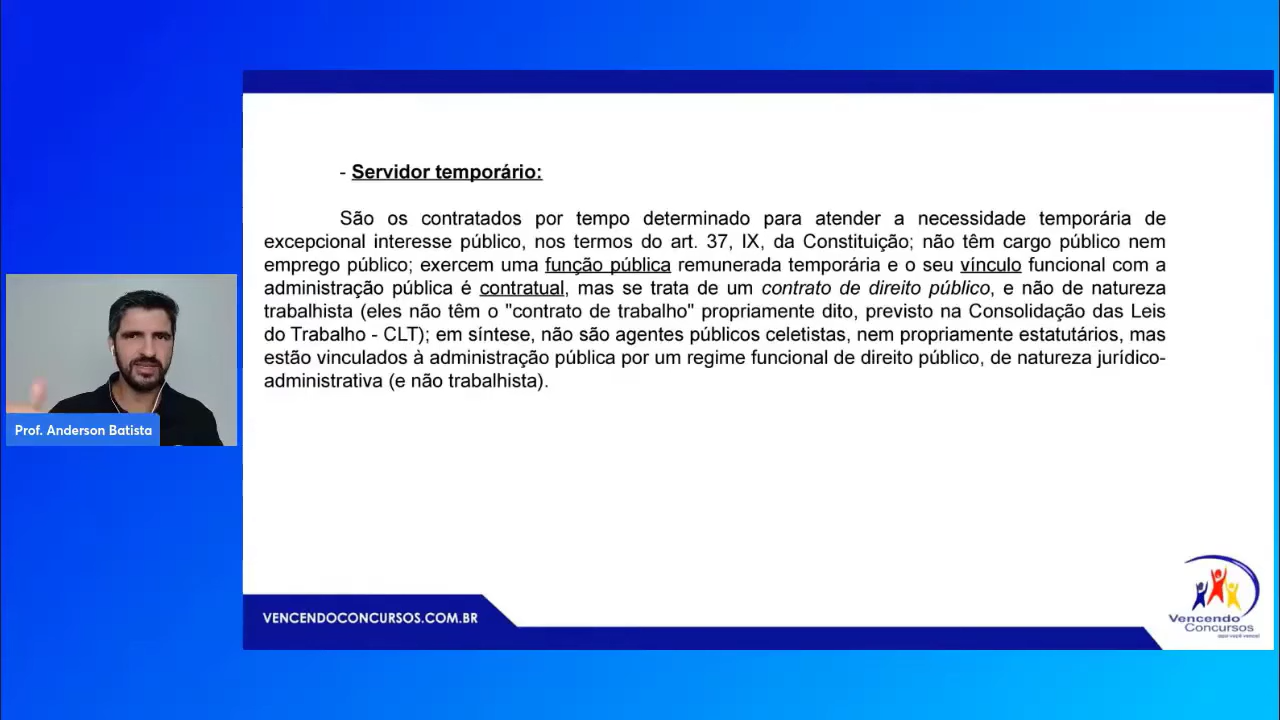 - Servidor temporário:
São os contratados por tempo determinado para atender a necessidade temporária de
excepcional interesse público, nos termos do art. 37, IX, da Constituição; não têm cargo público nem
emprego público; exercem uma função pública remunerada temporária e o seu vínculo funcional com a
administração pública é contratual, mas se trata de um contrato de direito público, e não de natureza
trabalhista (eles não têm o "contrato de trabalho" propriamente dito, previsto na Consolidação das Leis
do Trabalho - CLT); em síntese, não são agentes públicos celetistas, nem propriamente estatutários, mas
estão vinculados à administração pública por um regime funcional de direito público, de natureza jurídico-
administrativa (e não trabalhista).
Prof. Anderson Batista
VENCENDOCONCURSOS.COM.BR
Vencendo
Concursos